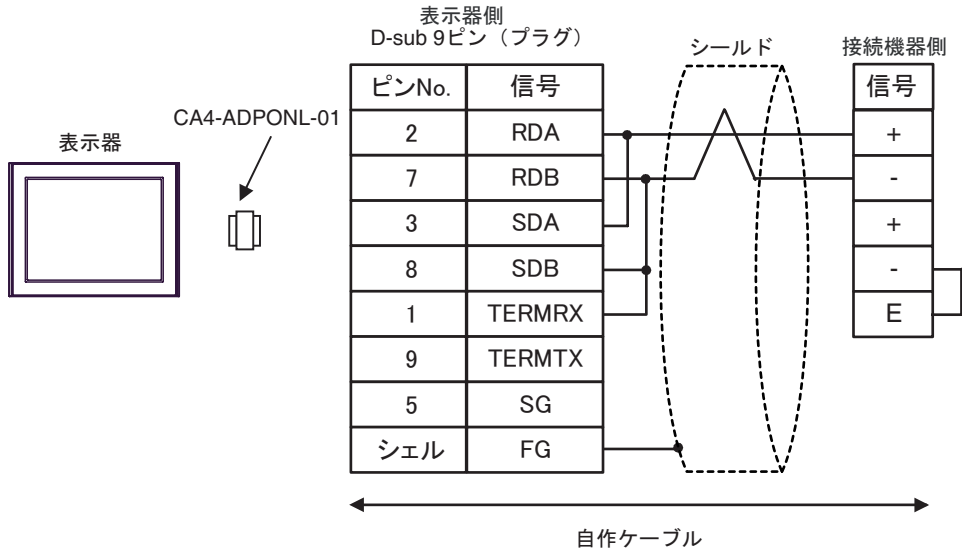 表示器側
D-sub 9ピン（プラグ）
シールド
接続機器側
CA4-ADPONL-01
表示器
ピンNo. 信号 信号
2 RDA +
7 RDB -
3 SDA +
8 SDB -
1 TERMRX E
9 TERMTX
5 SG
シェル FG
自作ケーブル